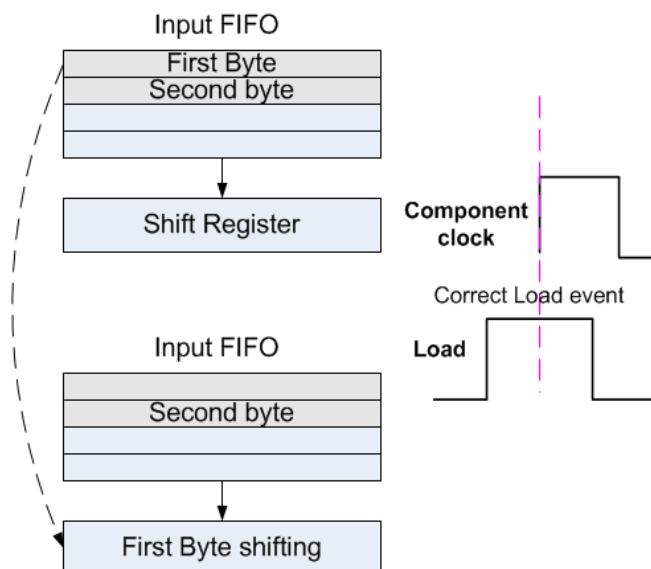 Input FIFO
First Byte
Second byte
Shift Register
Component
clock
Correct Load event
Load
Input FIFO
Second byte
First Byte shifting